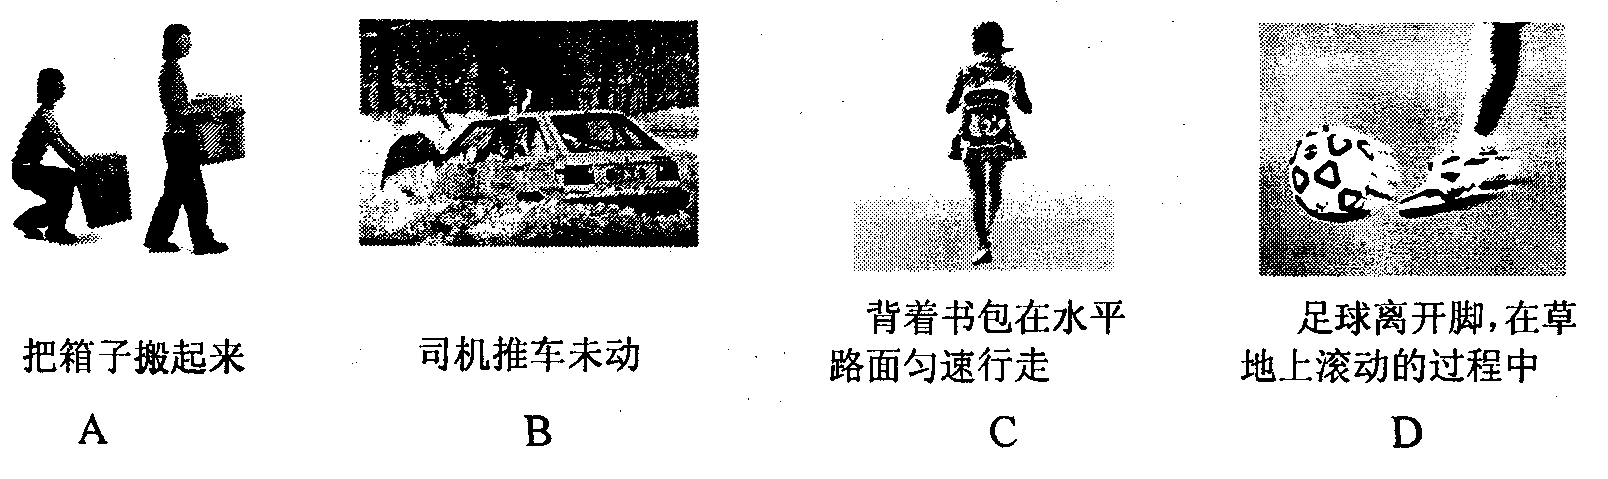 把箱子搬起来
A
司机推车未动
B
背着书包在水平
路面匀速行走
C
足球离开脚,在草
地上滚动的过程中
D